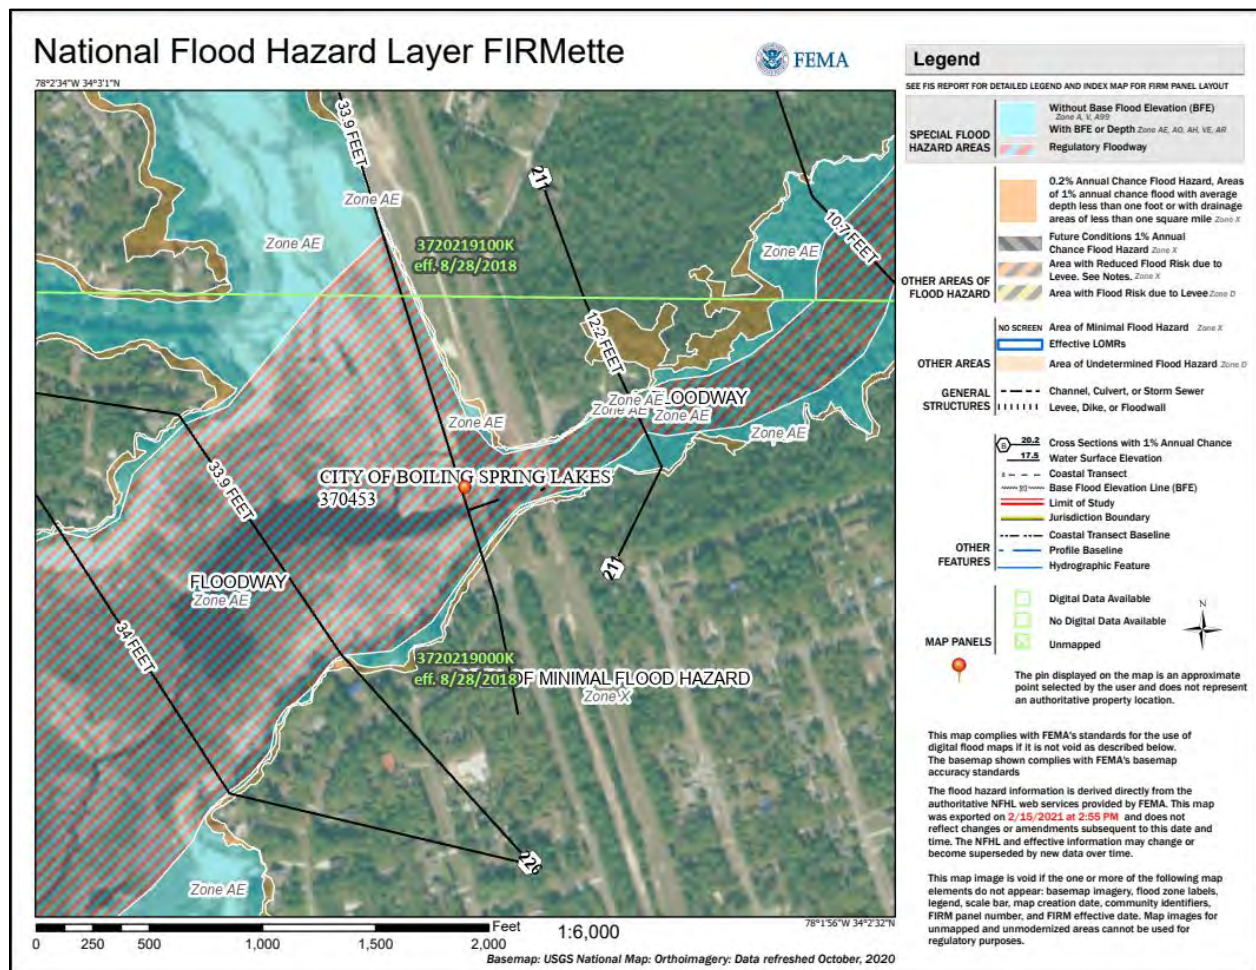 National Flood Hazard Layer FIRMette
FEMA
78°2'34"W 34°3'1"N
33.9 FEET
Zone AE
Zone AE
3720219100K
eff. 8/28/2018
211
Zone AE
10.7 FEET
12.2 FEET
FLOODWAY
Zone AE
Zone AE
Zone AE
Zone AE
Zone AE
CITY OF BOILING SPRING LAKES
370453
33.9 FEET
FLOODWAY
Zone AE
34 FEET
3720219000K
eff. 8/28/2018
OF MINIMAL FLOOD HAZARD
Zone X
226
Zone AE
78°1'56"W 34°2'32"N
Feet
1:6,000
0 250 500 1,000 1,500 2,000
Basemap: USGS National Map: Orthoimagery: Data refreshed October, 2020
Legend
SEE FIS REPORT FOR DETAILED LEGEND AND INDEX MAP FOR FIRM PANEL LAYOUT
SPECIAL FLOOD
HAZARD AREAS
Without Base Flood Elevation (BFE)
Zone A, V, A99
With BFE or Depth Zone AE, AO, AH, VE, AR
Regulatory Floodway
0.2% Annual Chance Flood Hazard, Areas
of 1% annual chance flood with average
depth less than one foot or with drainage
areas of less than one square mile Zone X
Future Conditions 1% Annual
Chance Flood Hazard Zone X
Area with Reduced Flood Risk due to
Levee. See Notes. Zone X
Area with Flood Risk due to Levee Zone D
OTHER AREAS OF
FLOOD HAZARD
NO SCREEN Area of Minimal Flood Hazard Zone X
Effective LOMRs
OTHER AREAS
Area of Undetermined Flood Hazard Zone D
GENERAL
STRUCTURES
Channel, Culvert, or Storm Sewer
Levee, Dike, or Floodwall
B 20.2 Cross Sections with 1% Annual Chance
17.5 Water Surface Elevation
Coastal Transect
Base Flood Elevation Line (BFE)
Limit of Study
Jurisdiction Boundary
Coastal Transect Baseline
OTHER
FEATURES
Profile Baseline
Hydrographic Feature
Digital Data Available
No Digital Data Available
Unmapped
MAP PANELS
N
The pin displayed on the map is an approximate
point selected by the user and does not represent
an authoritative property location.
This map complies with FEMA's standards for the use of
digital flood maps if it is not void as described below.
The basemap shown complies with FEMA's basemap
accuracy standards
The flood hazard information is derived directly from the
authoritative NFHL web services provided by FEMA. This map
was exported on 2/15/2021 at 2:55 PM and does not
reflect changes or amendments subsequent to this date and
time. The NFHL and effective information may change or
become superseded by new data over time.
This map image is void if the one or more of the following map
elements do not appear: basemap imagery, flood zone labels,
legend, scale bar, map creation date, community identifiers,
FIRM panel number, and FIRM effective date. Map images for
unmapped and unmodernized areas cannot be used for
regulatory purposes.